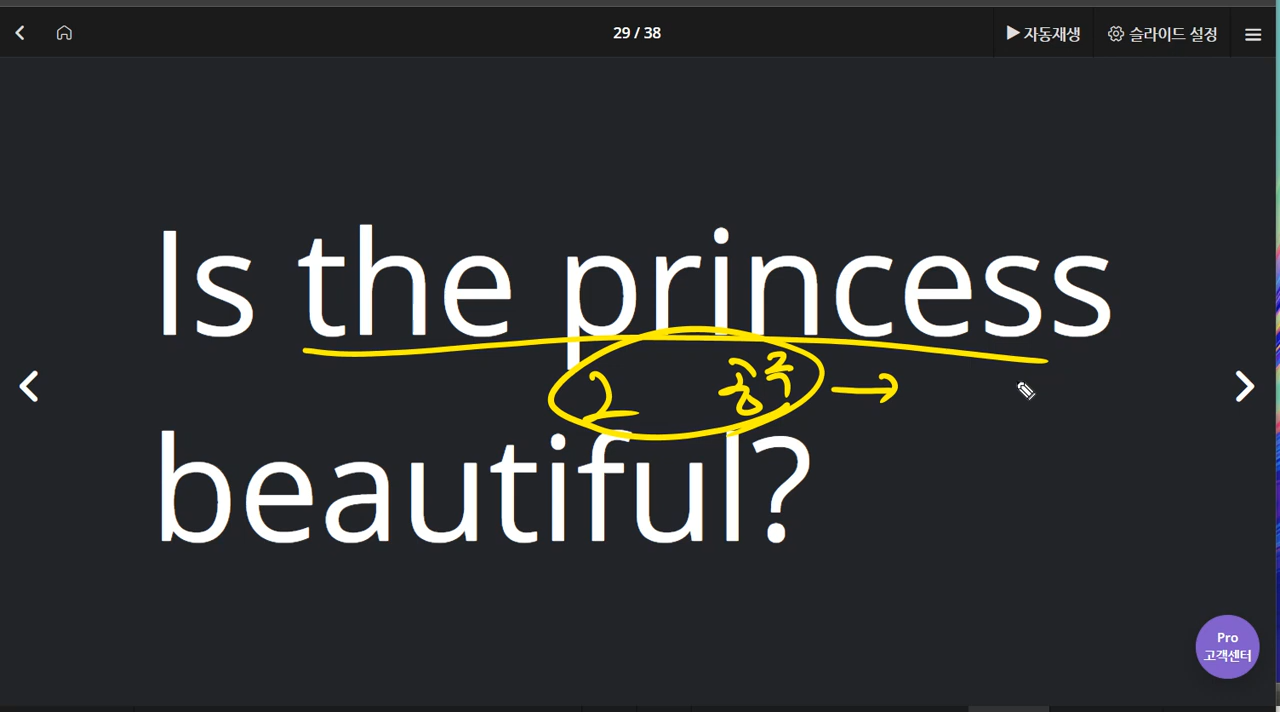 29 / 38
자동재생
슬라이드 설정
Is the princess
그 공주
beautiful?
Pro
고객센터